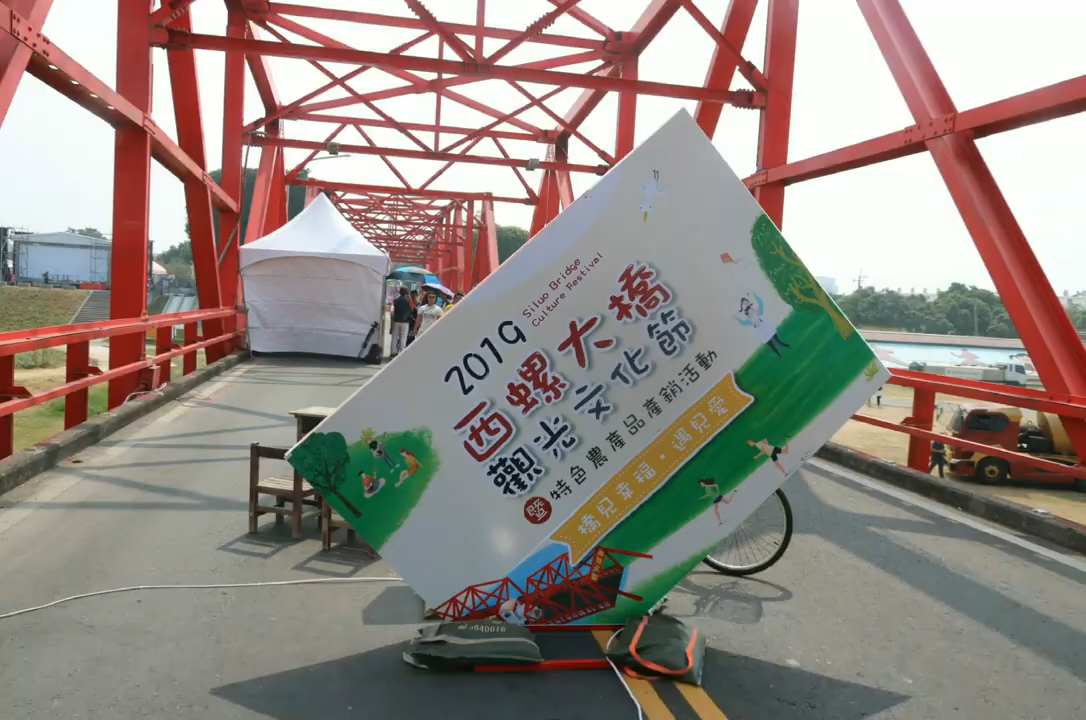 2019
Siluo Bridge
Culture Festival
西螺大橋
觀光文化節
暨特色農產品產銷活動
橋見幸福・遇見愛